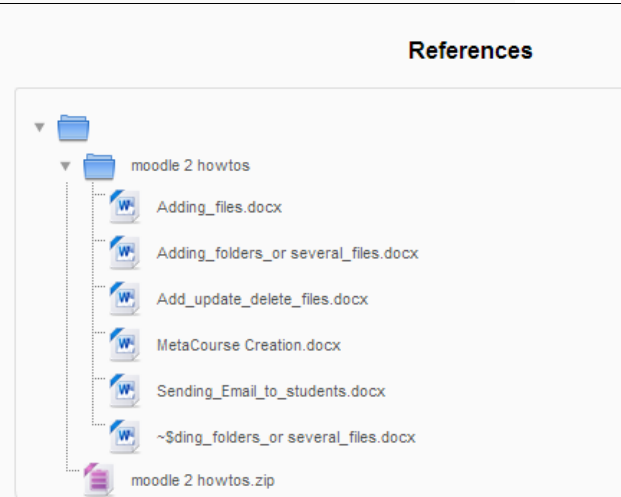 References
moodle 2 howtos
Adding_files.docx
Adding_folders_or several_files.docx
Add_update_delete_files.docx
MetaCourse Creation.docx
Sending_Email_to_students.docx
~$ding_folders_or several_files.docx
moodle 2 howtos.zip